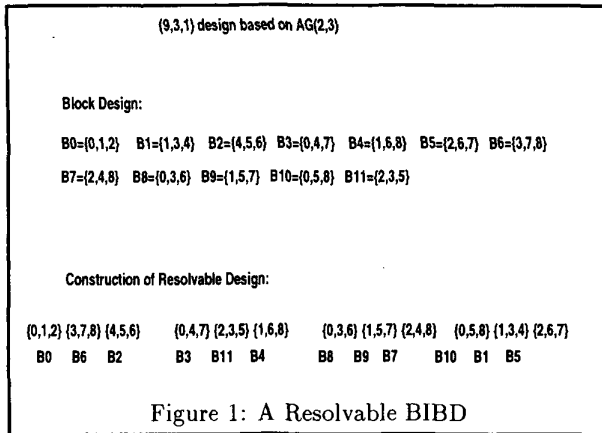 (9,3,1) design based on AG(2,3)
Block Design:
B0={0,1,2} B1={1,3,4} B2={4,5,6} B3={0,4,7} B4={1,6,8} B5={2,6,7} B6={3,7,8}
B7={2,4,8} B8={0,3,6} B9={1,5,7} B10={0,5,8} B11={2,3,5}
Construction of Resolvable Design:
{0,1,2} {3,7,8} {4,5,6} {0,4,7} {2,3,5} {1,6,8} {0,3,6} {1,5,7} {2,4,8} {0,5,8} {1,3,4} {2,6,7}
B0 B6 B2 B3 B11 B4 B8 B9 B7 B10 B1 B5
Figure 1: A Resolvable BIBD